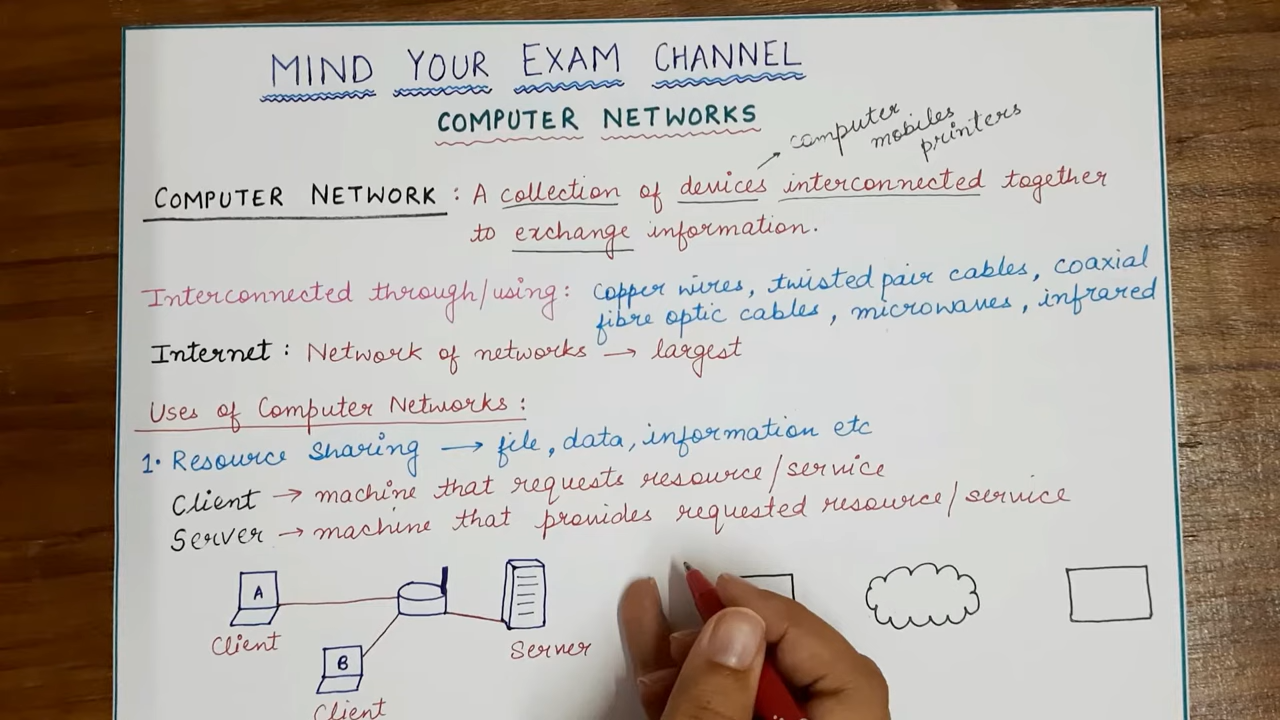 MIND YOUR EXAM CHANNEL
COMPUTER NETWORKS
computer
mobiles
printers
COMPUTER NETWORK : A collection of devices interconnected together
to exchange information.
Interconnected through/using: copper wires, twisted pair cables, coaxial
fibre optic cables, microwaves, infrared
Internet : Network of networks → largest
Uses of Computer Networks :
1. Resource Sharing → file, data, information etc
Client → machine that requests resource/service
Server → machine that provides requested resource/service
A
Client
Server
B
Client